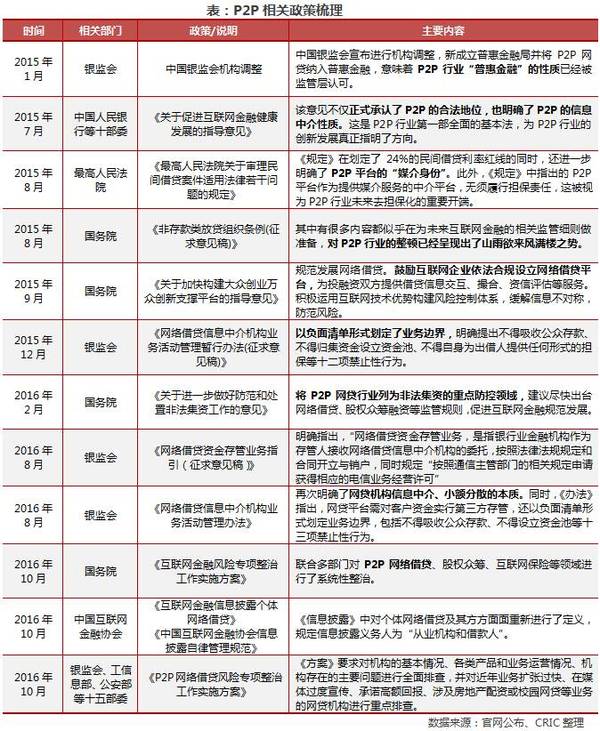 表：P2P 相关政策梳理
时间 相关部门 政策/说明 主要内容
2015 年
1月
银监会
中国银监会机构调整
中国银监会宣布进行机构调整，新成立普惠金融局并将 P2P 网
贷纳入普惠金融，意味着 P2P 行业“普惠金融”的性质已经被
监管层认可。
2015 年
7月
中国人民银
行等十部委
《关于促进互联网金融健康
发展的指导意见》
该意见不仅正式承认了 P2P 的合法地位，也明确了 P2P 的信息
中介性质。这是 P2P 行业第一部全面的基本法，为 P2P 行业的
创新发展真正指明了方向。
2015 年
8月
最高人民法
院
《最高人民法院关于审理民
间借贷案件适用法律若干问
题的规定》
《规定》在划定了 24%的民间借贷利率红线的同时，还进一步
明确了 P2P 平台的“媒介身份”。此外，《规定》中指出的 P2P
平台作为提供媒介服务的中介平台，无须履行担保责任，这被视
为 P2P 行业未来去担保化的重要开端。
2015 年
8月
国务院
《非存款类放贷组织条例(征
求意见稿)》
其中有很多内容都似乎在为未来互联网金融的相关监管细则做
准备，对 P2P 行业的整顿已经呈现出了山雨欲来风满楼之势。
2015 年
9月
国务院
《关于加快构建大众创业万
众创新支撑平台的指导意见》
规范发展网络借贷。鼓励互联网企业依法合规设立网络借贷平
台，为投融资双方提供借贷信息交互、撮合、资信评估等服务。
积极运用互联网技术优势构建风险控制体系，缓解信息不对称，
防范风险。
2015 年
12月
银监会
《网络借贷信息中介机构业
务活动管理暂行办法(征求意
见稿)》
以负面清单形式划定了业务边界，明确提出不得吸收公众存款、
不得归集资金设立资金池、不得自身为出借人提供任何形式的担
保等十二项禁止性行为。
2016 年
2月
国务院
《关于进一步做好防范和处
置非法集资工作的意见》
将 P2P 网贷行业列为非法集资的重点防控领域，建议尽快出台
网络借贷、股权众筹融资等监管规则，促进互联网金融规范发展。
2016 年
8月
银监会
《网络借贷资金存管业务指
引（征求意见稿）》
明确指出，“网络借贷资金存管业务，是指银行业金融机构作为
存管人接收网络借贷信息中介机构的委托，按照法律法规规定和
合同开立与销户，同时规定“按照通信主管部门的相关规定申请
获得相应的电信业务经营许可”
2016 年
8月
银监会
《网络借贷信息中介机构业
务活动管理办法》
再次明确了网贷机构信息中介、小额分散的本质。同时，《办法》
指出，网贷平台需对客户资金实行第三方存管，还以负面清单形
式划定业务边界，包括不得吸收公众存款、不得设立资金池等十
三项禁止性行为。
2016 年
10月
国务院
《互联网金融风险专项整治
工作实施方案》
联合多部门对 P2P 网络借贷、股权众筹、互联网保险等领域进
行了系统性整治。
2016 年
10月
中国互联网
金融协会
《互联网金融信息披露个体
网络借贷》
《中国互联网金融协会信息
披露自律管理规范》
《信息披露》中对个体网络借贷及其方方面面重新进行了定义，
规定信息披露义务人为“从业机构和借款人”。
2016 年
10月
银监会、工信
息部、公安部
等十五部委
《P2P 网络借贷风险专项整治
工作实施方案》
《方案》要求对机构的基本情况、各类产品和业务运营情况、机
构存在的主要问题进行全面排查，并对近年业务扩张过快、在媒
体过度宣传、承诺高额回报、涉及房地产配资或校园网贷等业务
的网贷机构进行重点排查。
数据来源：官网公布、CRIC 整理